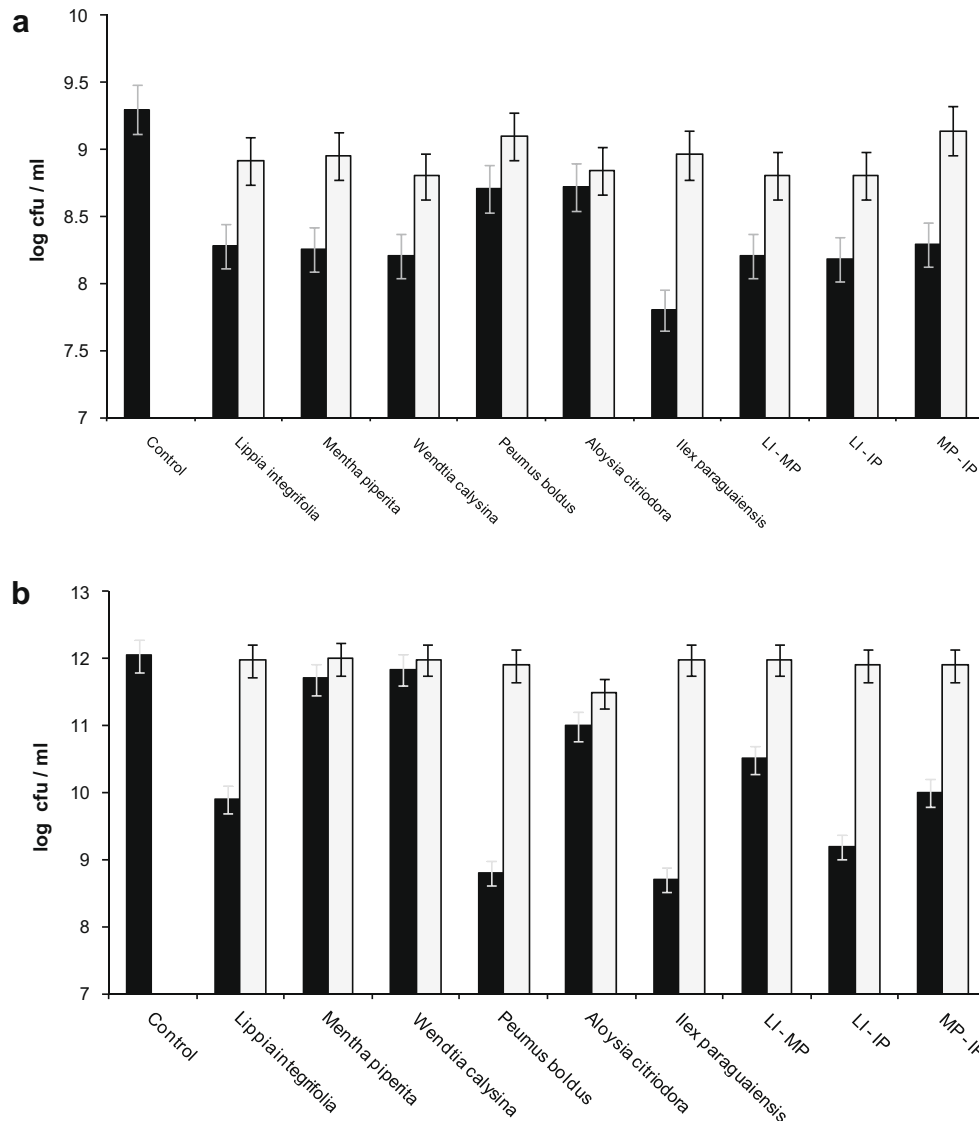 a
10
9.5
9
8.5
8
7.5
7
log cfu / ml
Control
Lippia integrifolia
Mentha piperita
Wendtia calysina
Peumus boldus
Aloysia citriodora
Ilex paraguaiensis
LI - MP
LI - IP
MP - IP
b
13
12
11
10
9
8
7
log cfu / ml
Control
Lippia integrifolia
Mentha piperita
Wendtia calysina
Peumus boldus
Aloysia citriodora
Ilex paraguaiensis
LI - MP
LI - IP
MP - IP